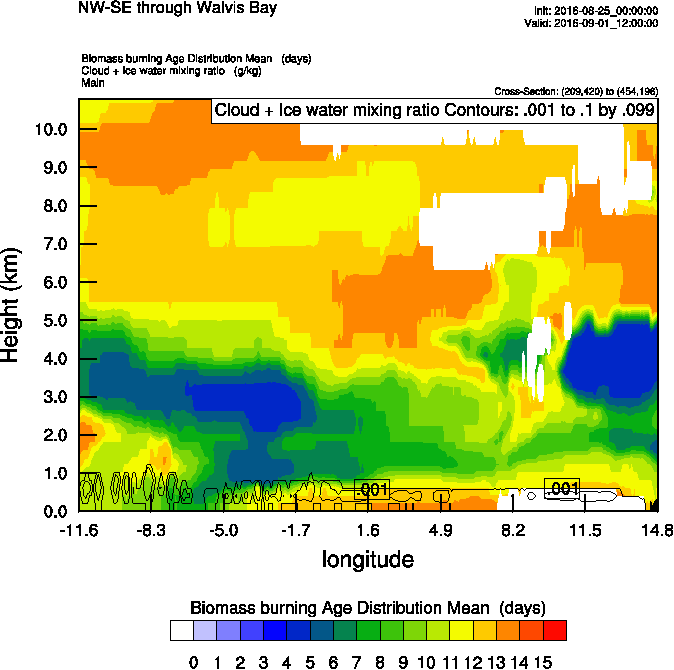 NW-SE through Walvis Bay
Init: 2016-08-25_00:00:00
Valid: 2016-09-01_12:00:00
Biomass burning Age Distribution Mean (days)
Cloud + Ice water mixing ratio (g/kg)
Main
Cross-Section: (209,420) to (454,196)
Cloud + Ice water mixing ratio Contours: .001 to .1 by .099
10.0
9.0
8.0
7.0
6.0
5.0
4.0
3.0
2.0
1.0
0.0
Height (km)
.001 .001
-11.6 -8.3 -5.0 -1.7 1.6 4.9 8.2 11.5 14.8
longitude
Biomass burning Age Distribution Mean (days)
0 1 2 3 4 5 6 7 8 9 10 11 12 13 14 15